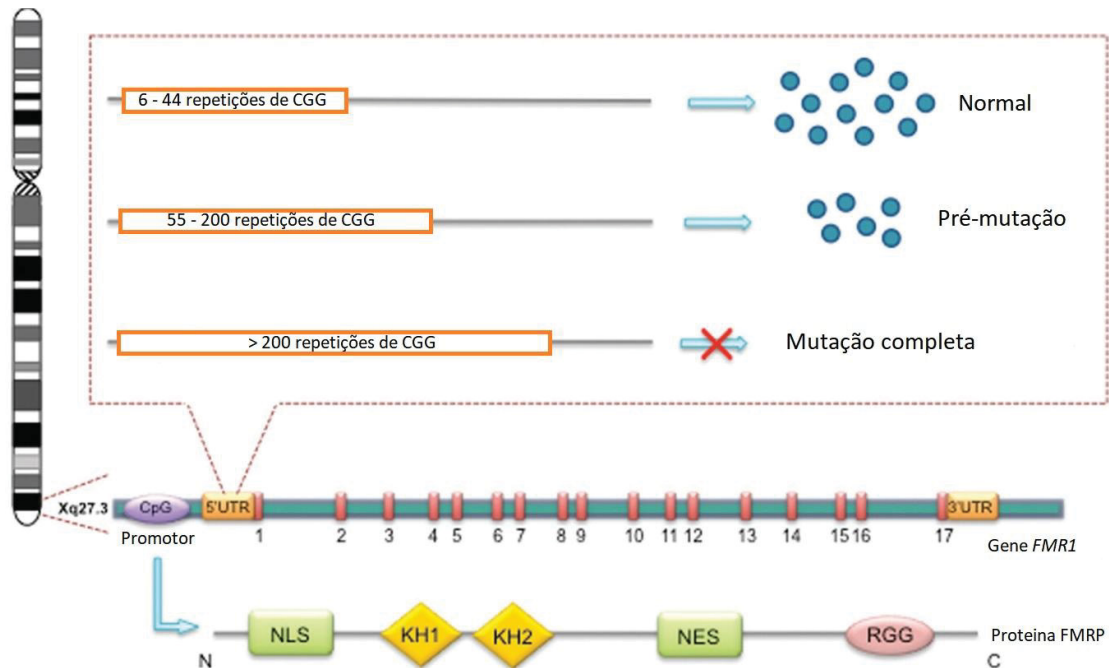 6 - 44 repetições de CGG
Normal
55 - 200 repetições de CGG
Pré-mutação
> 200 repetições de CGG
Mutação completa
Xq27.3
CpG
5'UTR
3'UTR
Promotor
1 2 3 4 5 6 7 8 9 10 11 12 13 14 15 16 17
Gene FMR1
NLS
KH1
KH2
NES
RGG
Proteina FMRP
N
C